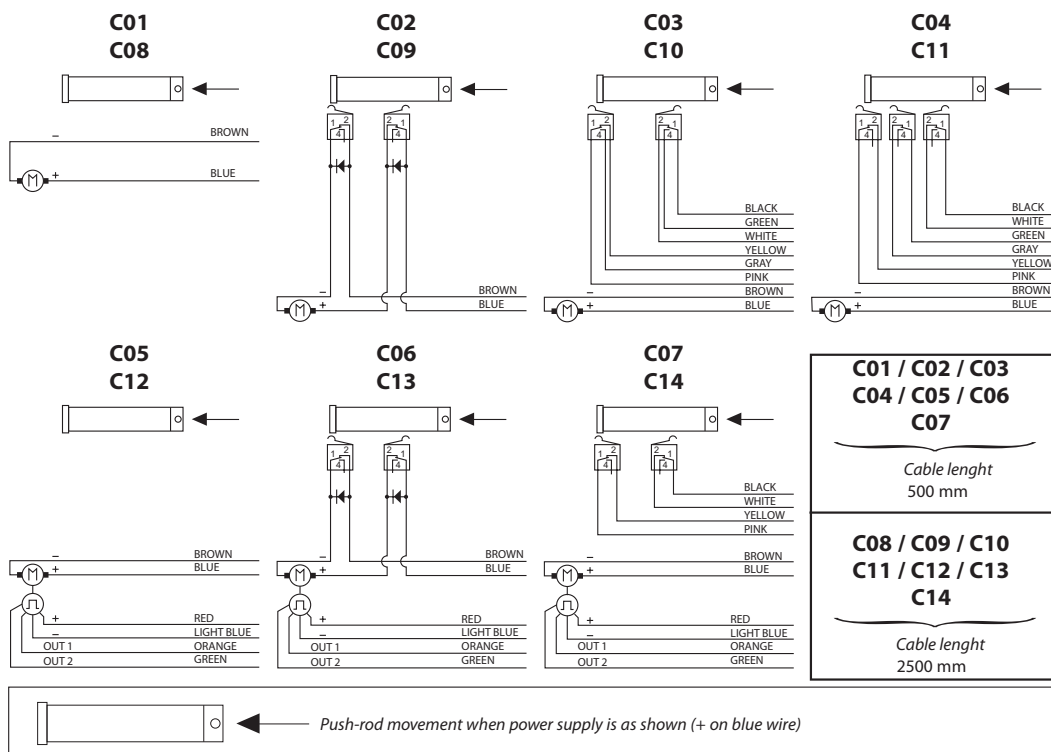 C01
C08
−
BROWN
M
+
BLUE
C02
C09
1 2
4
2 1
4
−
BROWN
+
BLUE
M
C03
C10
1 2
4
2 1
4
BLACK
GREEN
WHITE
YELLOW
GRAY
PINK
−
BROWN
+
BLUE
M
C04
C11
1 2
4
2 1
4
2 1
4
BLACK
WHITE
GREEN
GRAY
YELLOW
PINK
−
BROWN
+
BLUE
M
C05
C12
−
BROWN
+
BLUE
M
+
RED
−
LIGHT BLUE
OUT 1
ORANGE
OUT 2
GREEN
C06
C13
1 2
4
2 1
4
−
BROWN
+
BLUE
M
+
RED
−
LIGHT BLUE
OUT 1
ORANGE
OUT 2
GREEN
C07
C14
1 2
4
2 1
4
BLACK
WHITE
YELLOW
PINK
−
BROWN
+
BLUE
M
+
RED
−
LIGHT BLUE
OUT 1
ORANGE
OUT 2
GREEN
C01 / C02 / C03
C04 / C05 / C06
C07
Cable lenght
500 mm
C08 / C09 / C10
C11 / C12 / C13
C14
Cable lenght
2500 mm
Push-rod movement when power supply is as shown (+ on blue wire)